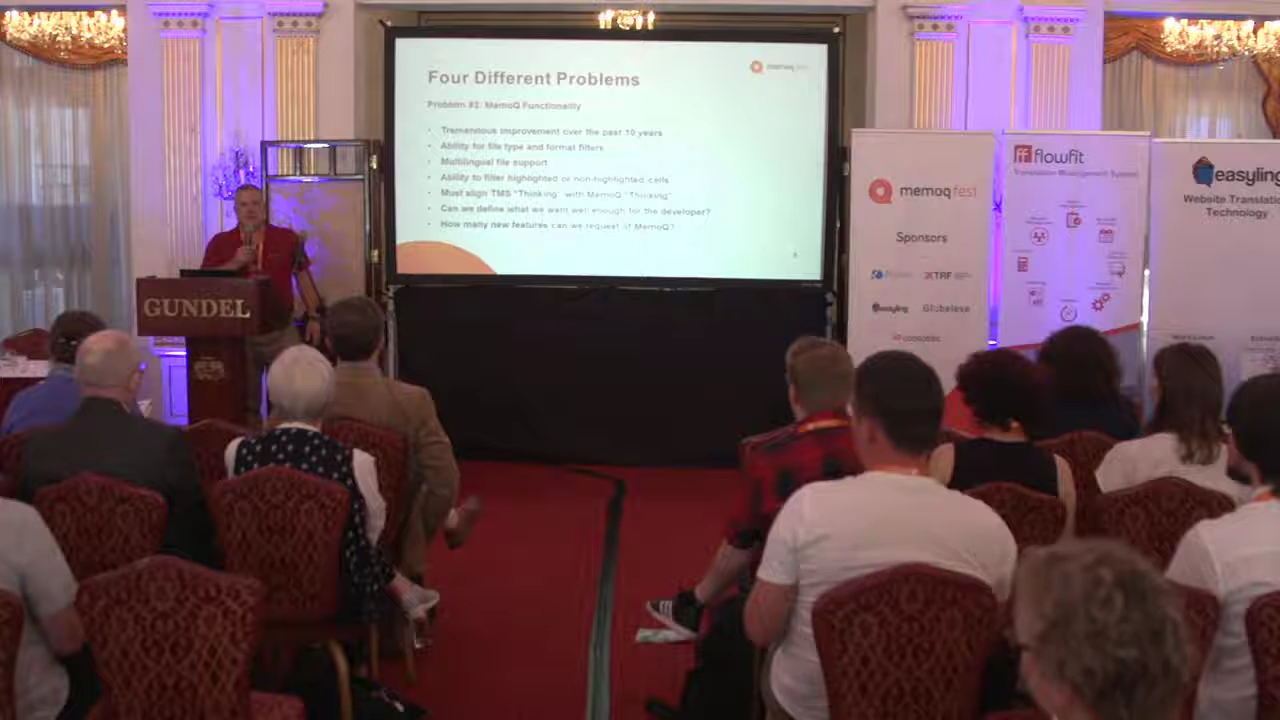 Four Different Problems
memoq fest
MemoQ Functionality
Tremendous improvement over the past 10 years
Ability for file type and format filters
Multilingual file support
Ability to filter highlighted or non-highlighted cells
Must align TMS "Thinking" with MemoQ "Thinking"
Can we define what we want well enough for the developer?
How many new features can we request of MemoQ?
GUNDEL
memoq fest
Sponsors
XTRF
easyling
Globalese
flowfit
Translation Management System
easyling
Website Translation
Technology